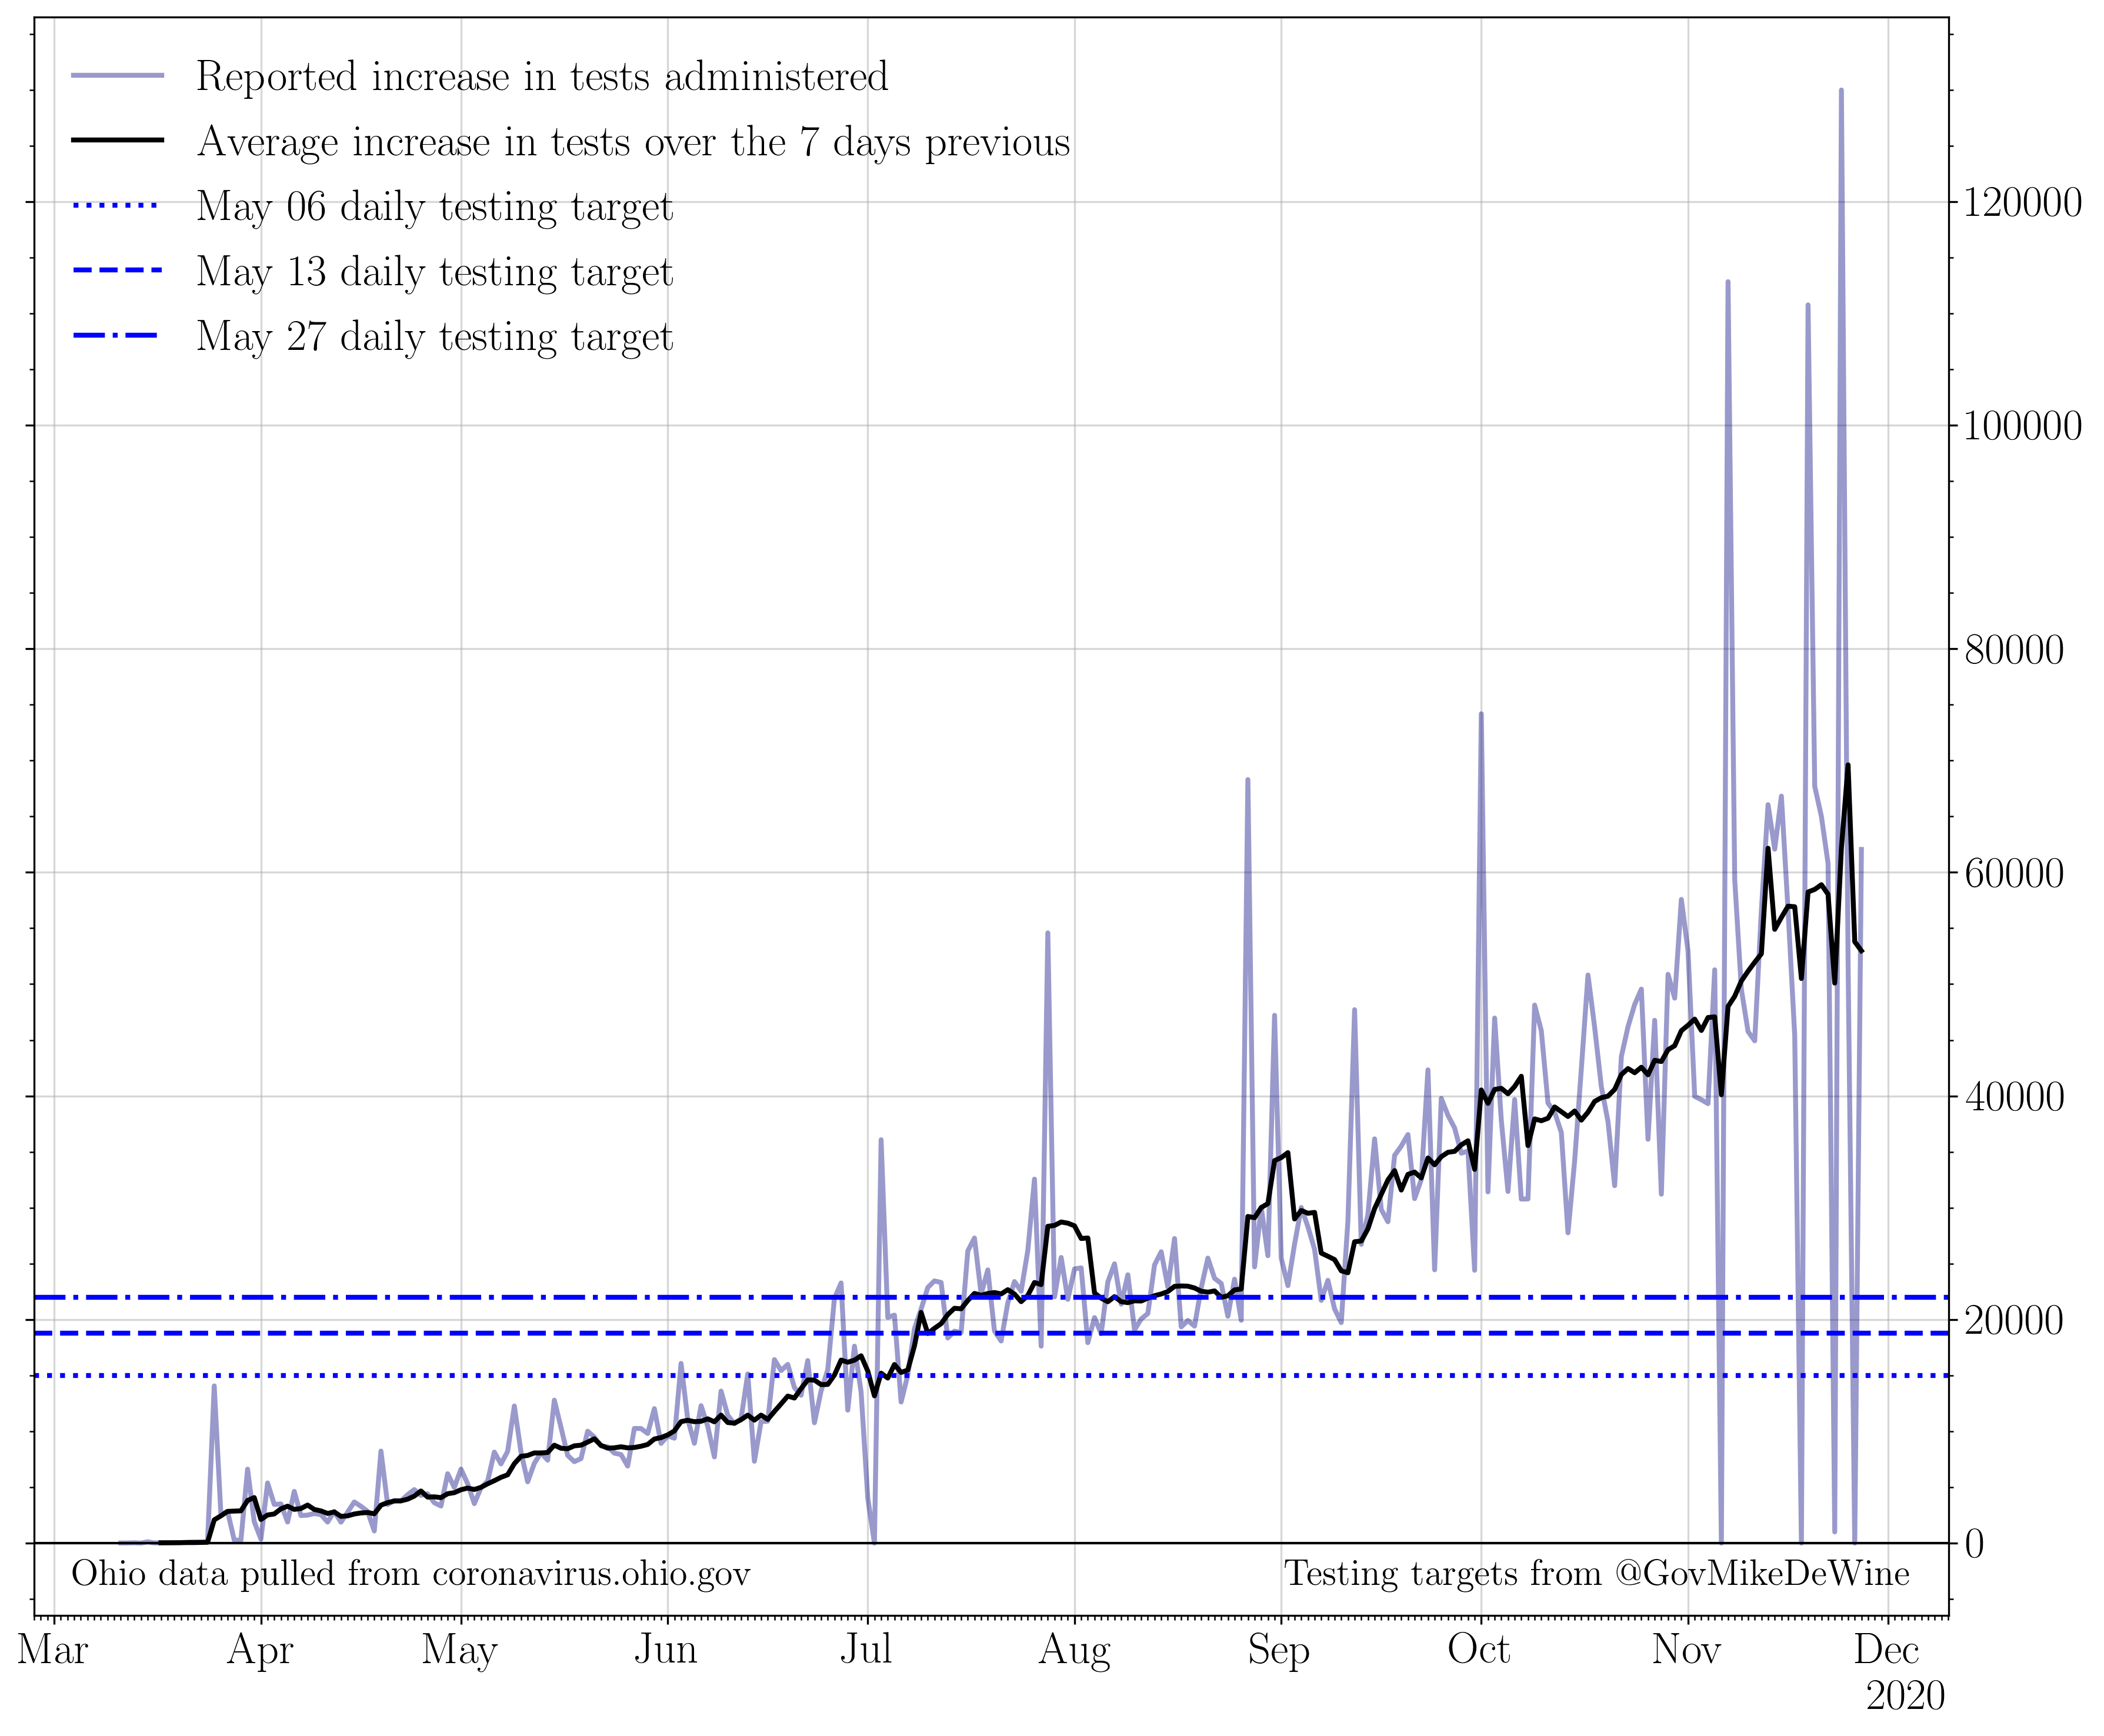 Reported increase in tests administered
Average increase in tests over the 7 days previous
May 06 daily testing target
May 13 daily testing target
May 27 daily testing target
120000
100000
80000
60000
40000
20000
0
Ohio data pulled from coronavirus.ohio.gov
Testing targets from @GovMikeDeWine
Mar Apr May Jun Jul Aug Sep Oct Nov Dec
2020